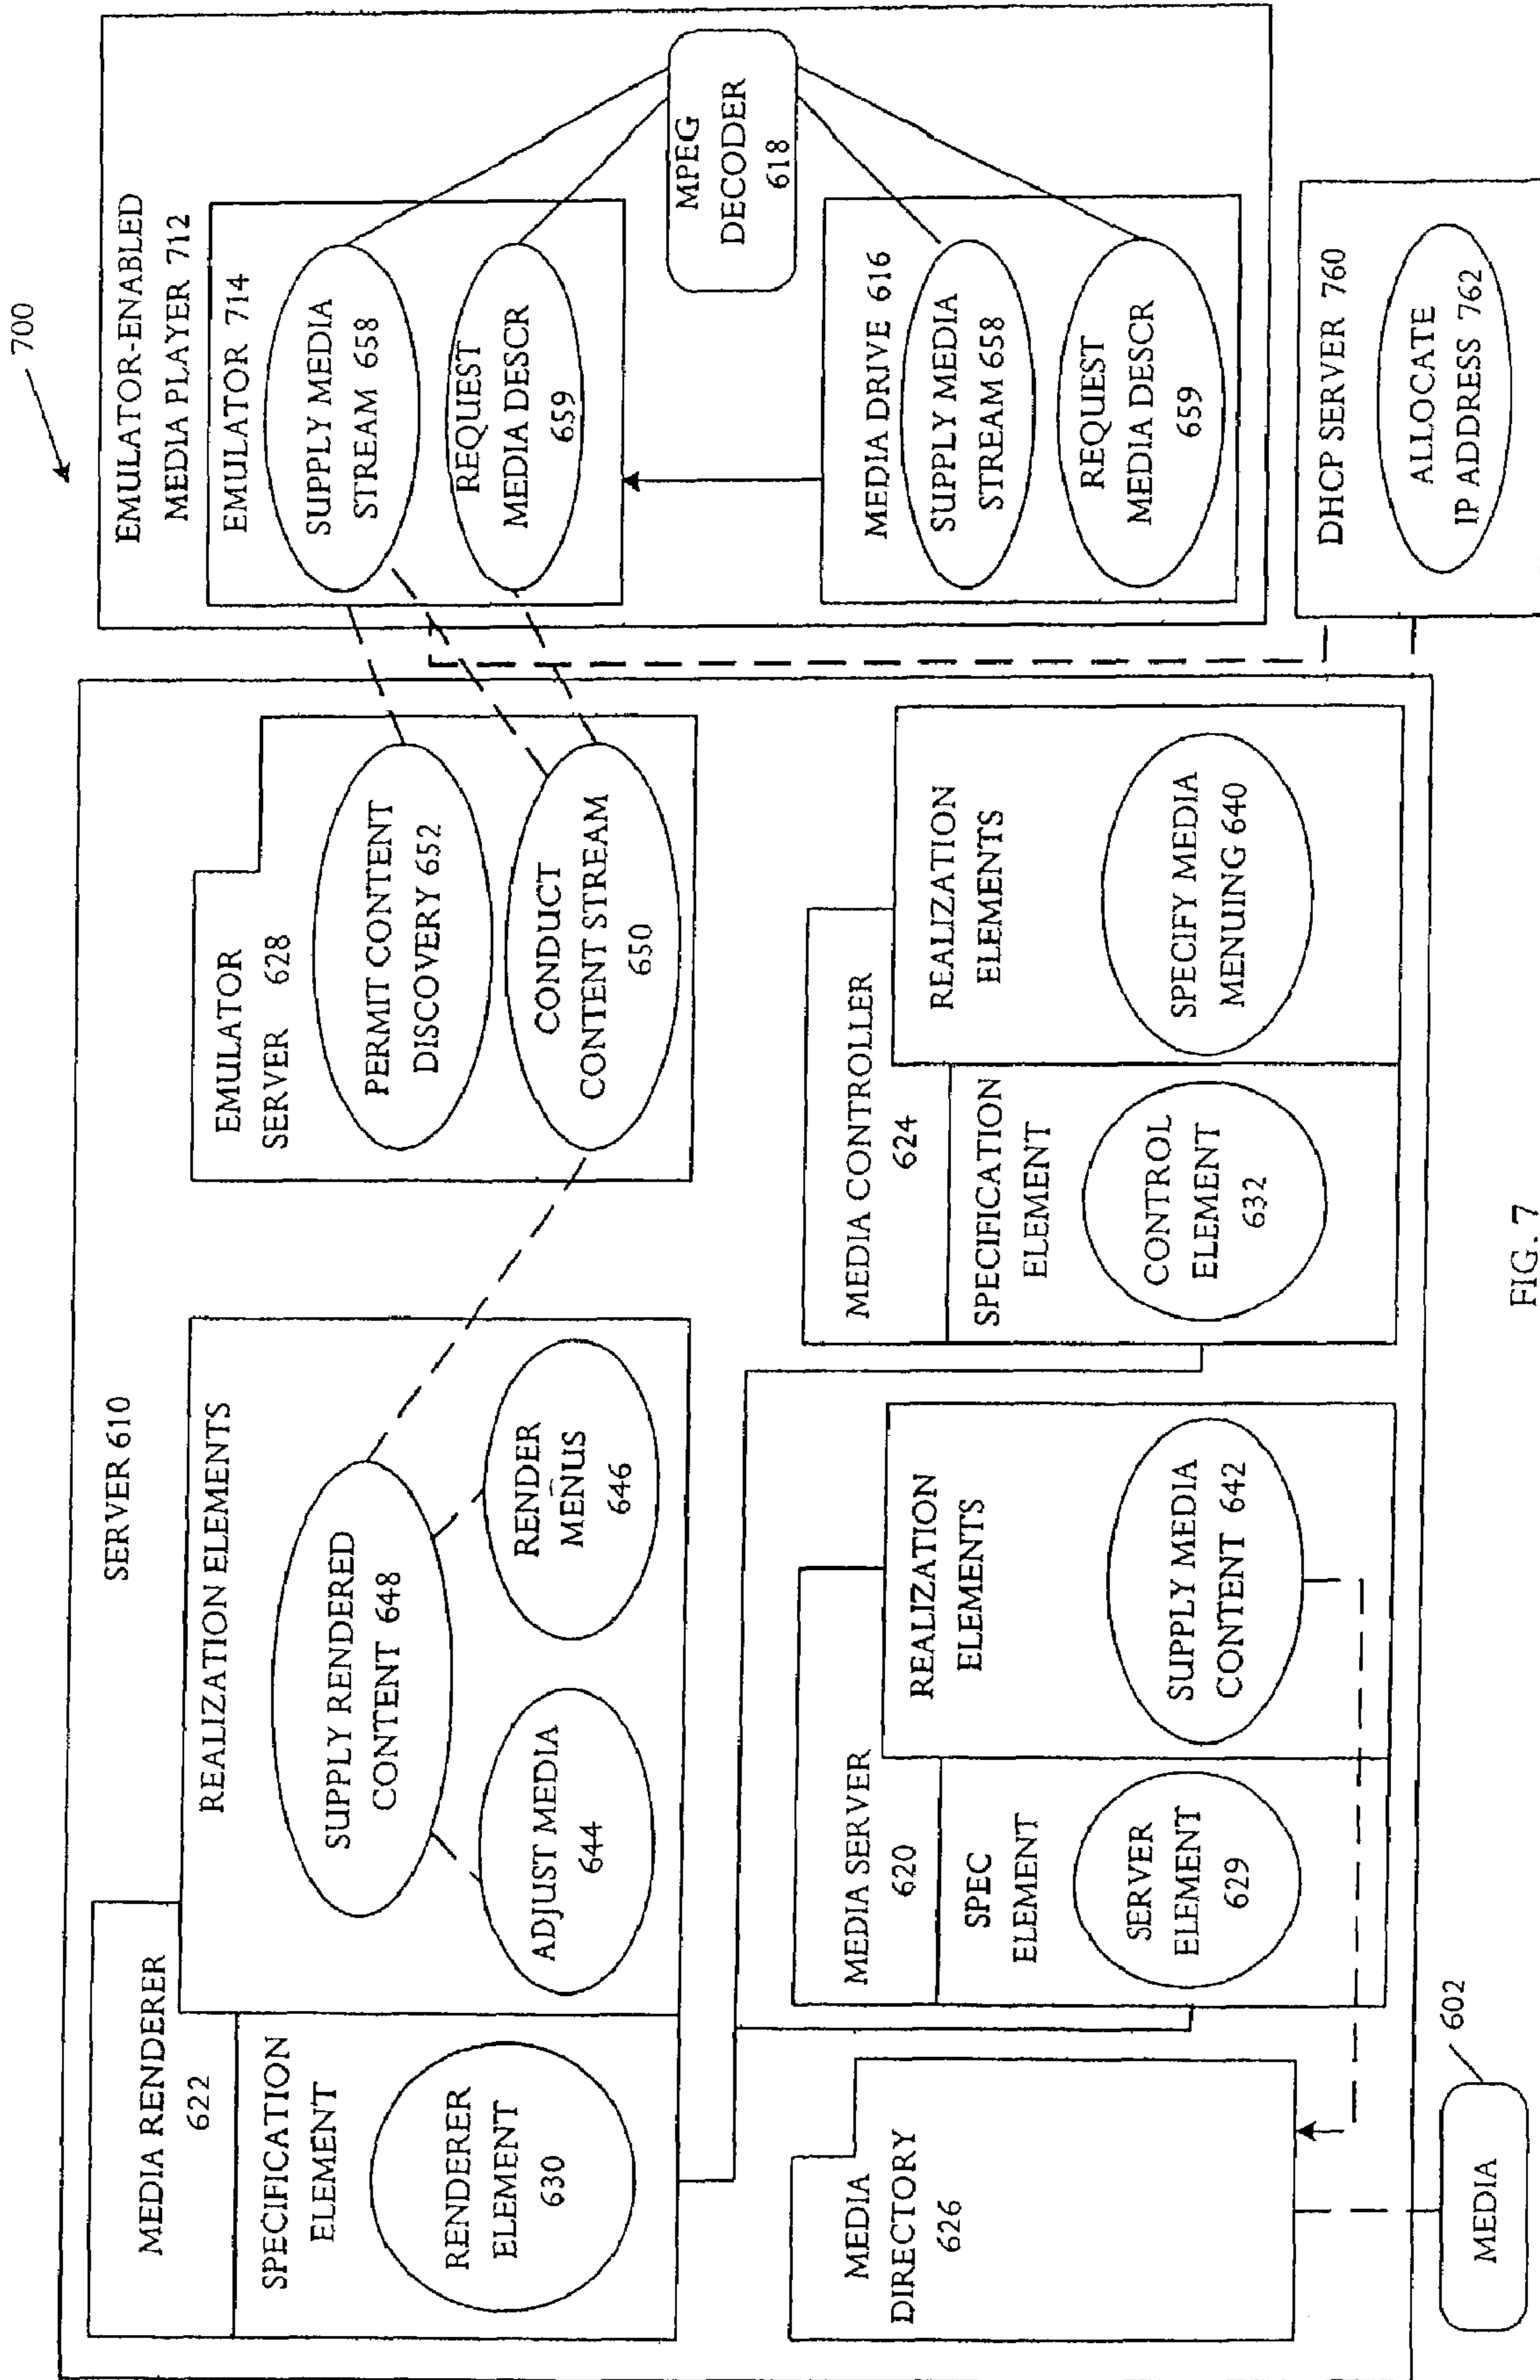 700
SERVER 610
MEDIA RENDERER
622
SPECIFICATION
ELEMENT
RENDERER
ELEMENT
630
REALIZATION ELEMENTS
SUPPLY RENDERED
CONTENT 648
ADJUST MEDIA
644
RENDER
MENUS
646
EMULATOR
SERVER 628
PERMIT CONTENT
DISCOVERY 652
CONDUCT
CONTENT STREAM
650
EMULATOR-ENABLED
MEDIA PLAYER 712
EMULATOR 714
SUPPLY MEDIA
STREAM 658
REQUEST
MEDIA DESCR
659
MPEG
DECODER
618
MEDIA DRIVE 616
SUPPLY MEDIA
STREAM 658
REQUEST
MEDIA DESCR
659
DHCP SERVER 760
ALLOCATE
IP ADDRESS 762
MEDIA
DIRECTORY
626
MEDIA SERVER
620
SPEC
ELEMENT
SERVER
ELEMENT
629
REALIZATION
ELEMENTS
SUPPLY MEDIA
CONTENT 642
MEDIA CONTROLLER
624
SPECIFICATION
ELEMENT
CONTROL
ELEMENT
632
REALIZATION
ELEMENTS
SPECIFY MEDIA
MENUING 640
MEDIA
602
FIG. 7